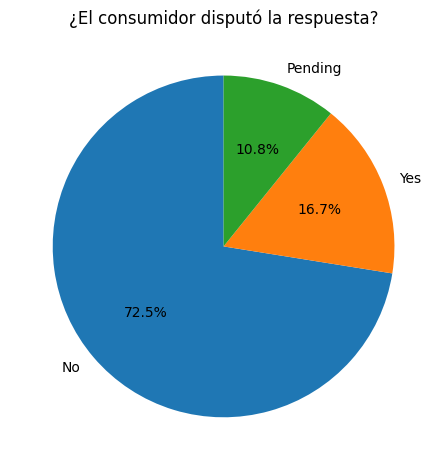 ¿El consumidor disputó la respuesta?
Pending
10.8%
Yes
16.7%
72.5%
No